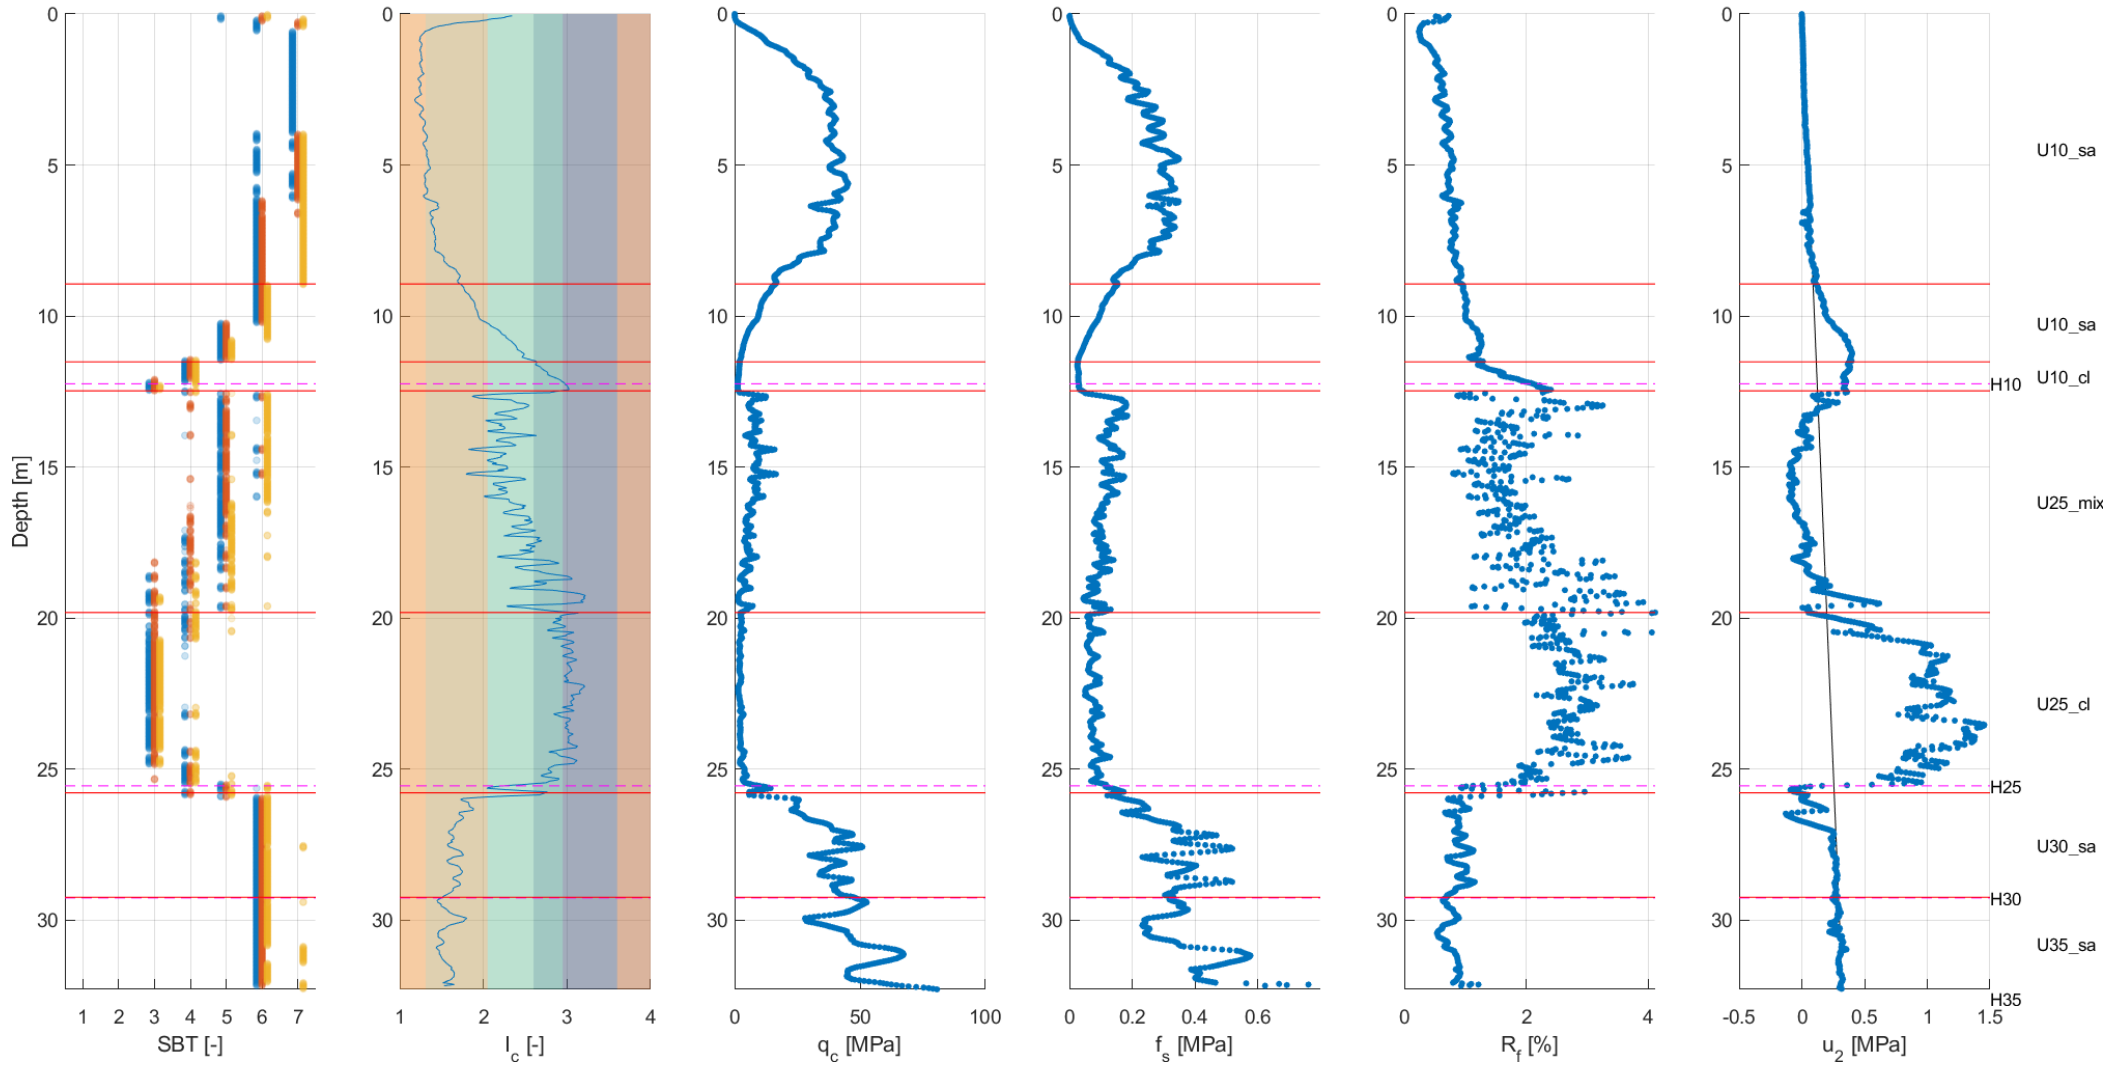 0 0 0 0 0 0
5 5 5 5 5 5
10 10 10 10 10 10
15 15 15 15 15 15
20 20 20 20 20 20
25 25 25 25 25 25
30 30 30 30 30 30
Depth [m]
1 2 3 4 5 6 7
SBT [-]
1 2 3 4
I_c [-]
0 50 100
q_c [MPa]
0 0.2 0.4 0.6
f_s [MPa]
0 2 4
R_f [%]
-0.5 0 0.5 1 1.5
u_2 [MPa]
U10_sa
U10_sa
U10_cl
H10
U25_mix
U25_cl
H25
U30_sa
H30
U35_sa
H35